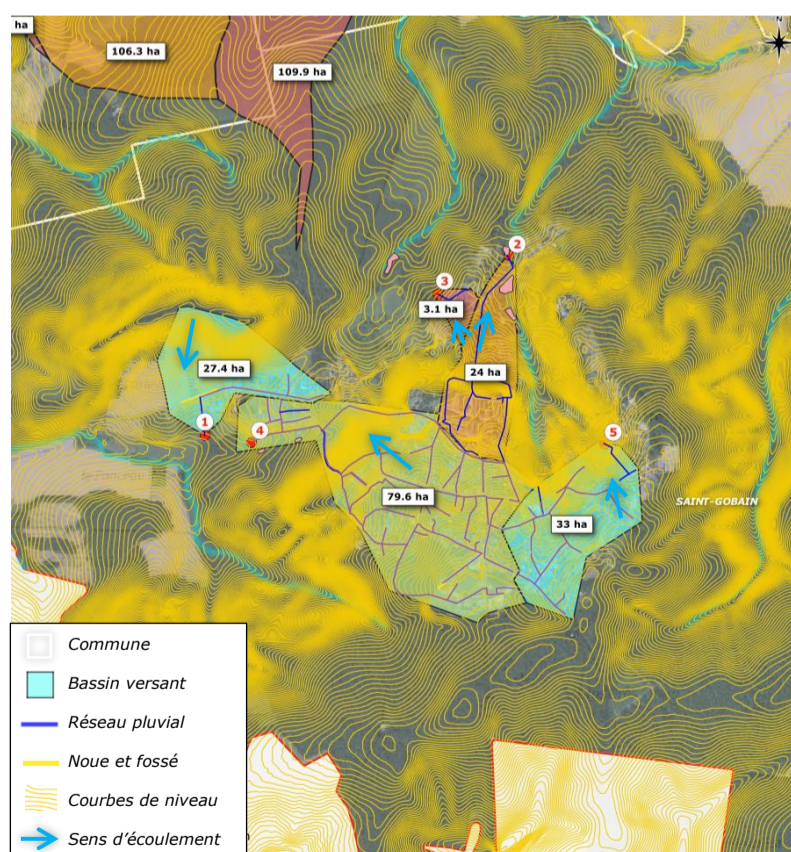 ha
106.3 ha
109.9 ha
2
3
3.1 ha
27.4 ha
24 ha
1
4
5
79.6 ha
SAINT-GOBAIN
33 ha
Commune
Bassin versant
Réseau pluvial
Noue et fossé
Courbes de niveau
Sens d'écoulement